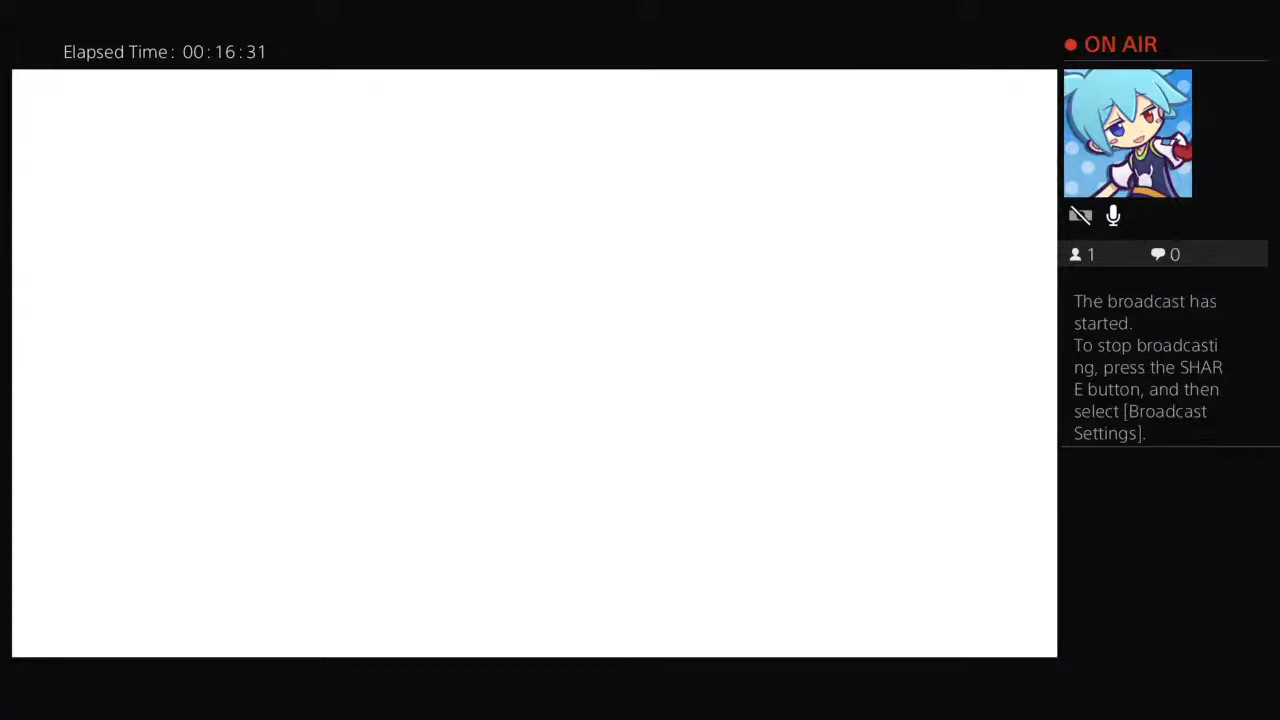 Elapsed Time: 00:16:31
ON AIR
1 0
The broadcast has
started.
To stop broadcasti
ng, press the SHAR
E button, and then
select [Broadcast
Settings].